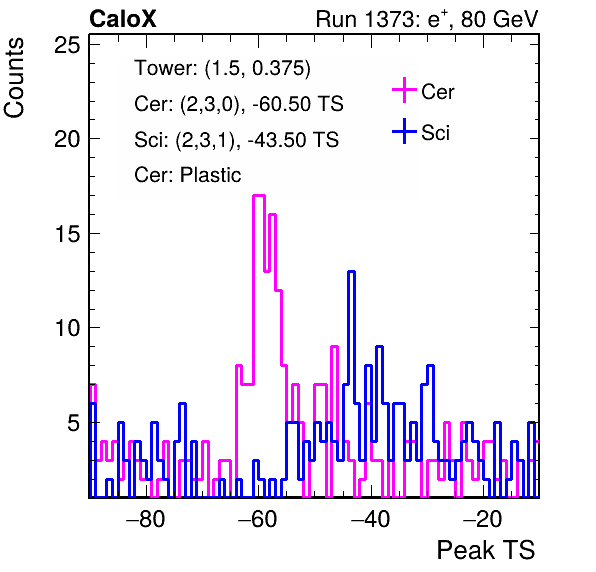 CaloX Run 1373: e⁺, 80 GeV
Counts
25
Tower: (1.5, 0.375)
Cer: (2,3,0), -60.50 TS
Sci: (2,3,1), -43.50 TS
Cer: Plastic
Cer
Sci
20
15
10
5
−80 −60 −40 −20
Peak TS